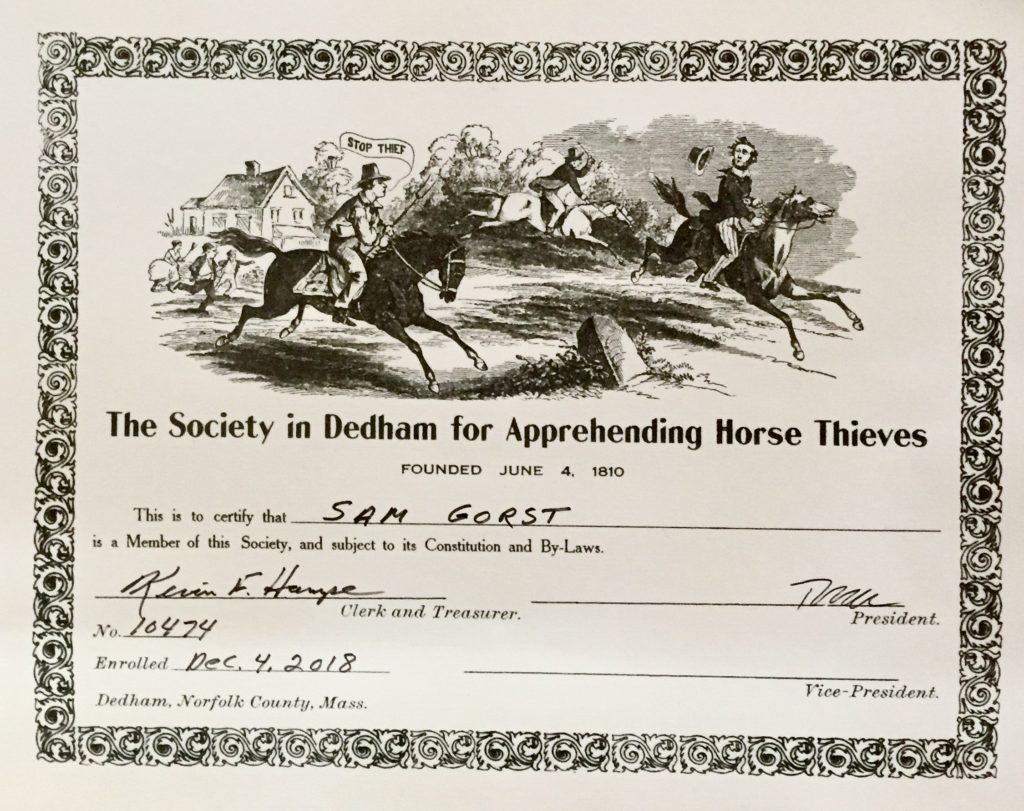 STOP THIEF
The Society in Dedham for Apprehending Horse Thieves
FOUNDED JUNE 4, 1810
This is to certify that SAM GORST
is a Member of this Society, and subject to its Constitution and By-Laws.
Kevin F. Hampe
Clerk and Treasurer.
President.
No. 10474
Enrolled Dec. 4, 2018
Vice-President.
Dedham, Norfolk County, Mass.